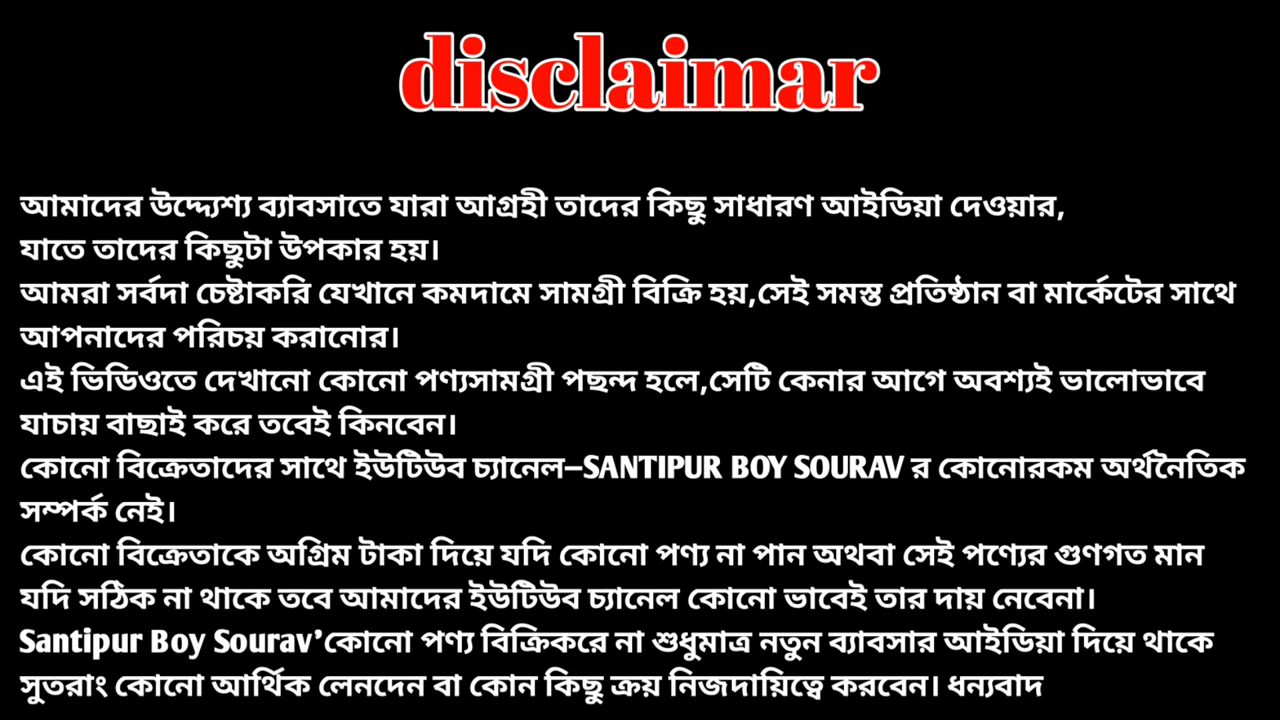 disclaimar
আমাদের উদ্দ্যেশ্য ব্যাবসাতে যারা আগ্রহী তাদের কিছু সাধারণ আইডিয়া দেওয়ার,
যাতে তাদের কিছুটা উপকার হয়।
আমরা সর্বদা চেষ্টাকরি যেখানে কমদামে সামগ্রী বিক্রি হয়,সেই সমস্ত প্রতিষ্ঠান বা মার্কেটের সাথে
আপনাদের পরিচয় করানোর।
এই ভিডিওতে দেখানো কোনো পণ্যসামগ্রী পছন্দ হলে,সেটি কেনার আগে অবশ্যই ভালোভাবে
যাচায় বাছাই করে তবেই কিনবেন।
কোনো বিক্রেতাদের সাথে ইউটিউব চ্যানেল–SANTIPUR BOY SOURAV র কোনোরকম অর্থনৈতিক
সম্পর্ক নেই।
কোনো বিক্রেতাকে অগ্রিম টাকা দিয়ে যদি কোনো পণ্য না পান অথবা সেই পণ্যের গুণগত মান
যদি সঠিক না থাকে তবে আমাদের ইউটিউব চ্যানেল কোনো ভাবেই তার দায় নেবেনা।
Santipur Boy Sourav’কোনো পণ্য বিক্রিকরে না শুধুমাত্র নতুন ব্যাবসার আইডিয়া দিয়ে থাকে
সুতরাং কোনো আর্থিক লেনদেন বা কোন কিছু ক্রয় নিজদায়িত্বে করবেন। ধন্যবাদ